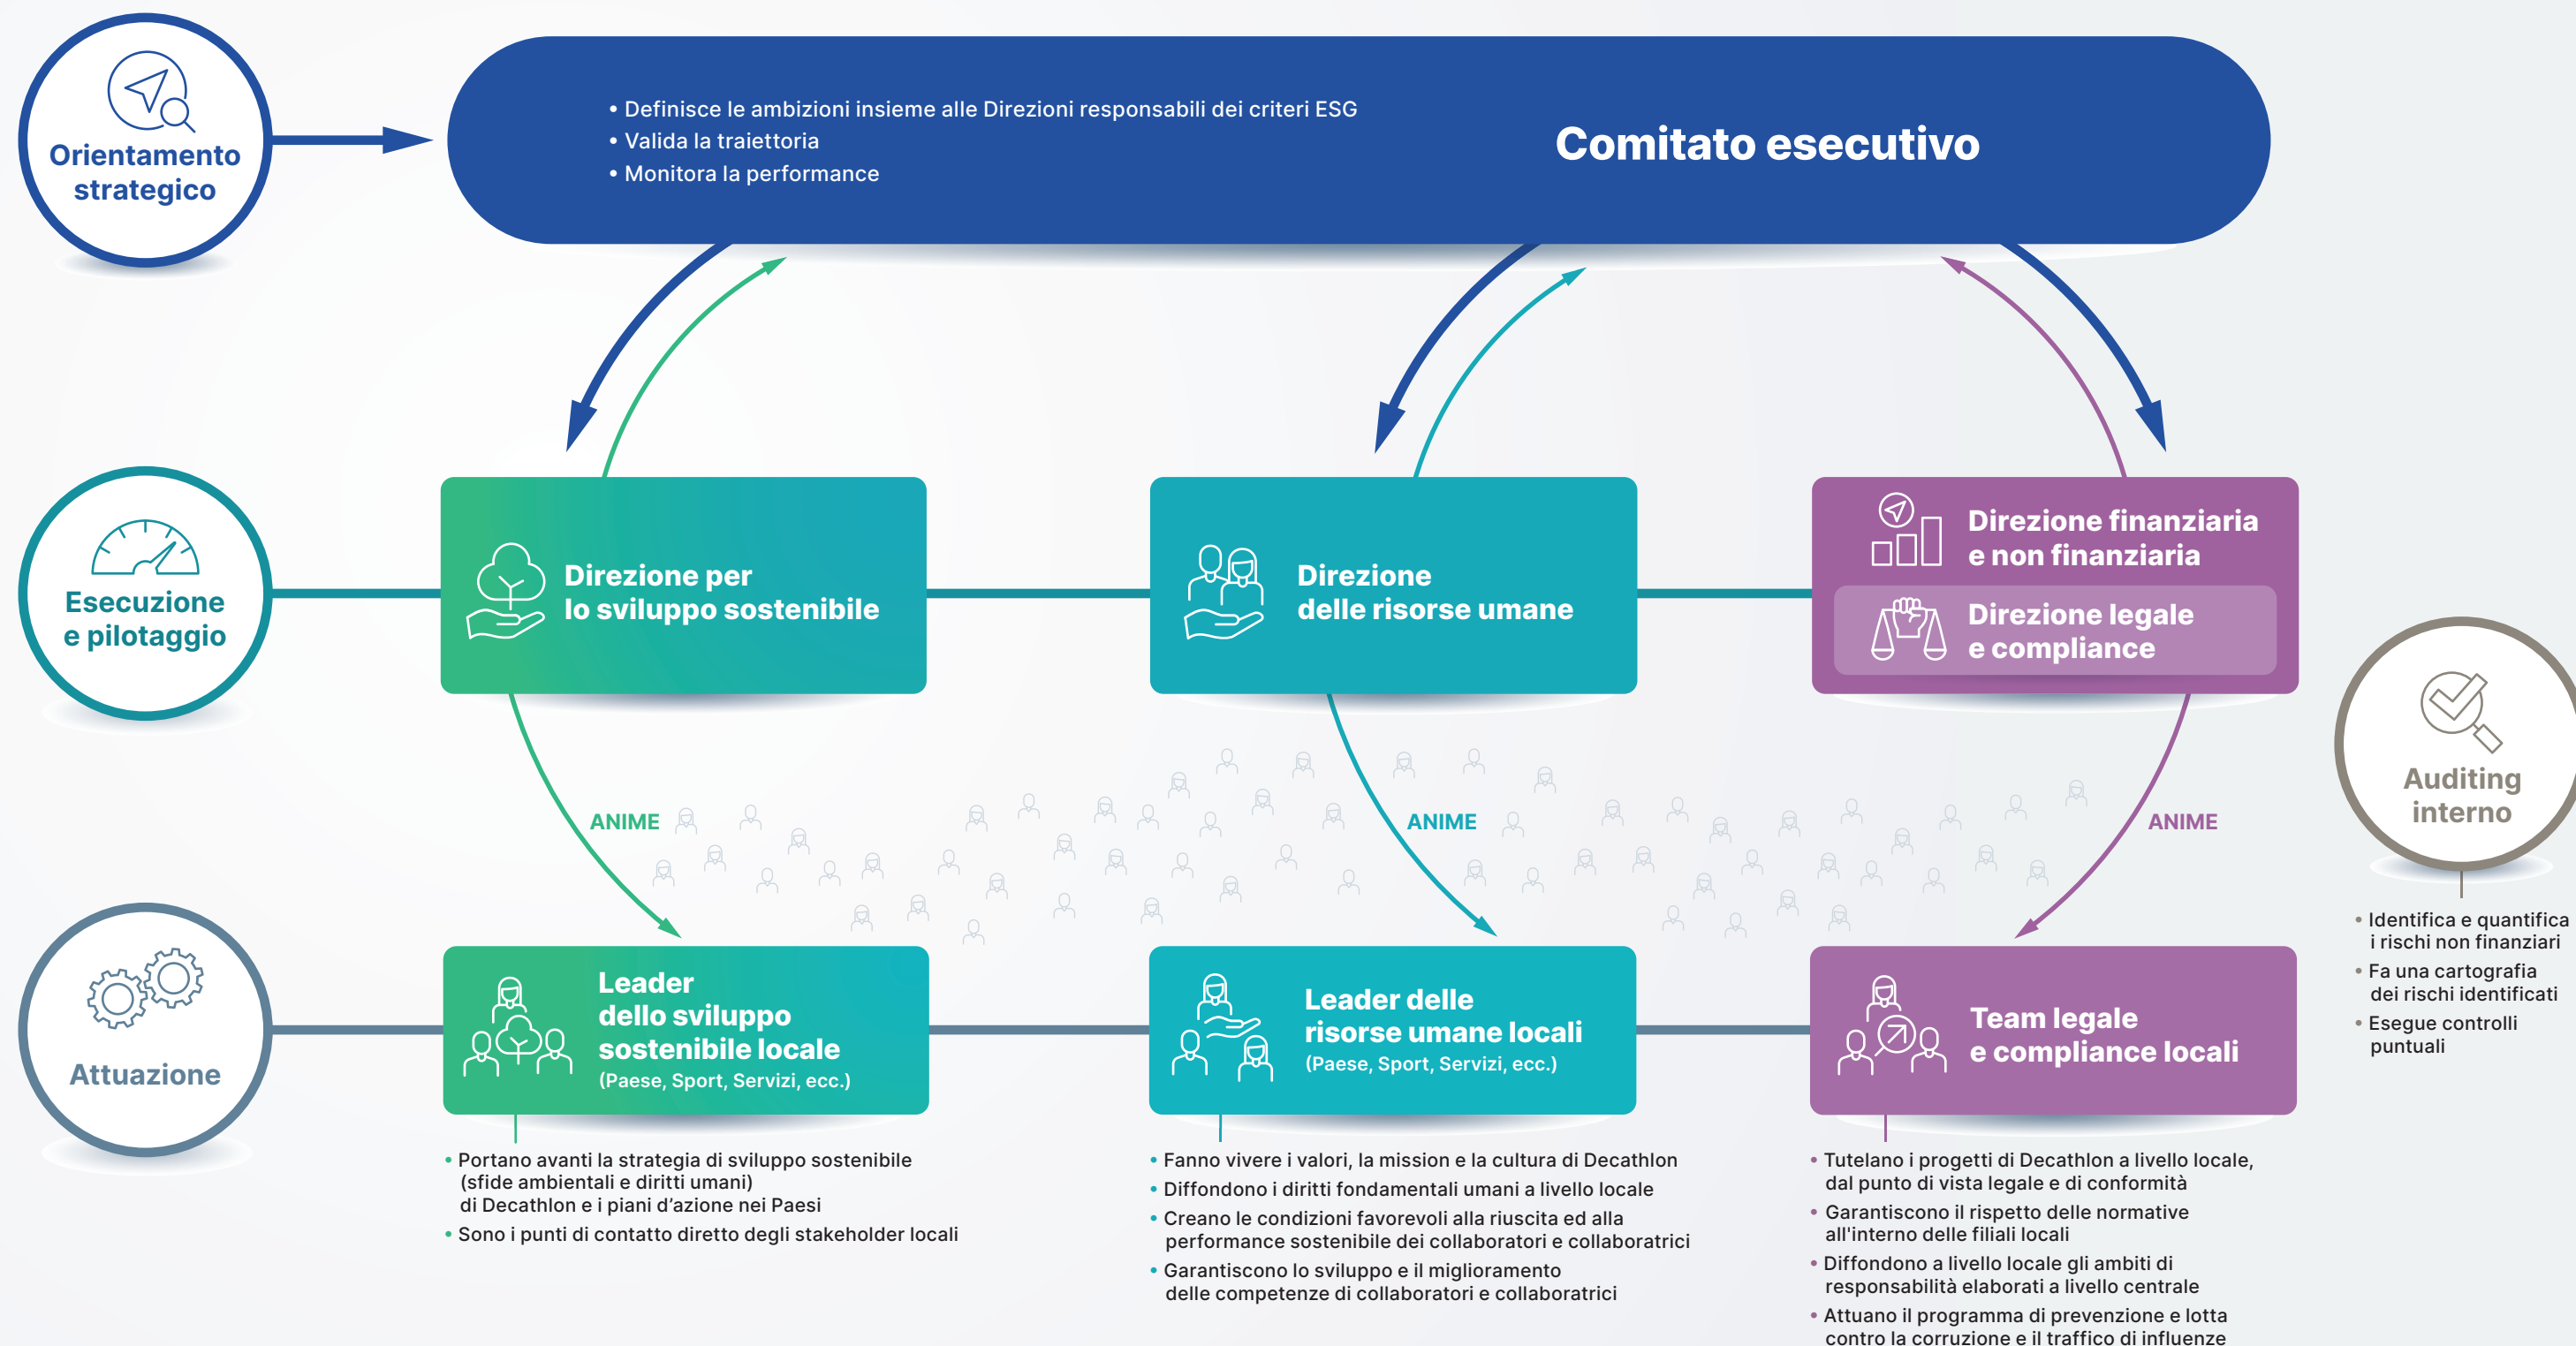 Orientamento
strategico
• Definisce le ambizioni insieme alle Direzioni responsabili dei criteri ESG
• Valida la traiettoria
• Monitora la performance
Comitato esecutivo
Esecuzione
e pilotaggio
Direzione per
lo sviluppo sostenibile
Direzione
delle risorse umane
Direzione finanziaria
e non finanziaria
Direzione legale
e compliance
ANIME
ANIME
ANIME
Auditing
interno
• Identifica e quantifica
i rischi non finanziari
• Fa una cartografia
dei rischi identificati
• Esegue controlli
puntuali
Attuazione
Leader
dello sviluppo
sostenibile locale
(Paese, Sport, Servizi, ecc.)
Leader delle
risorse umane locali
(Paese, Sport, Servizi, ecc.)
Team legale
e compliance locali
• Portano avanti la strategia di sviluppo sostenibile
(sfide ambientali e diritti umani)
di Decathlon e i piani d’azione nei Paesi
• Sono i punti di contatto diretto degli stakeholder locali
• Fanno vivere i valori, la mission e la cultura di Decathlon
• Diffondono i diritti fondamentali umani a livello locale
• Creano le condizioni favorevoli alla riuscita ed alla
performance sostenibile dei collaboratori e collaboratrici
• Garantiscono lo sviluppo e il miglioramento
delle competenze di collaboratori e collaboratrici
• Tutelano i progetti di Decathlon a livello locale,
dal punto di vista legale e di conformità
• Garantiscono il rispetto delle normative
all'interno delle filiali locali
• Diffondono a livello locale gli ambiti di
responsabilità elaborati a livello centrale
• Attuano il programma di prevenzione e lotta
contro la corruzione e il traffico di influenze